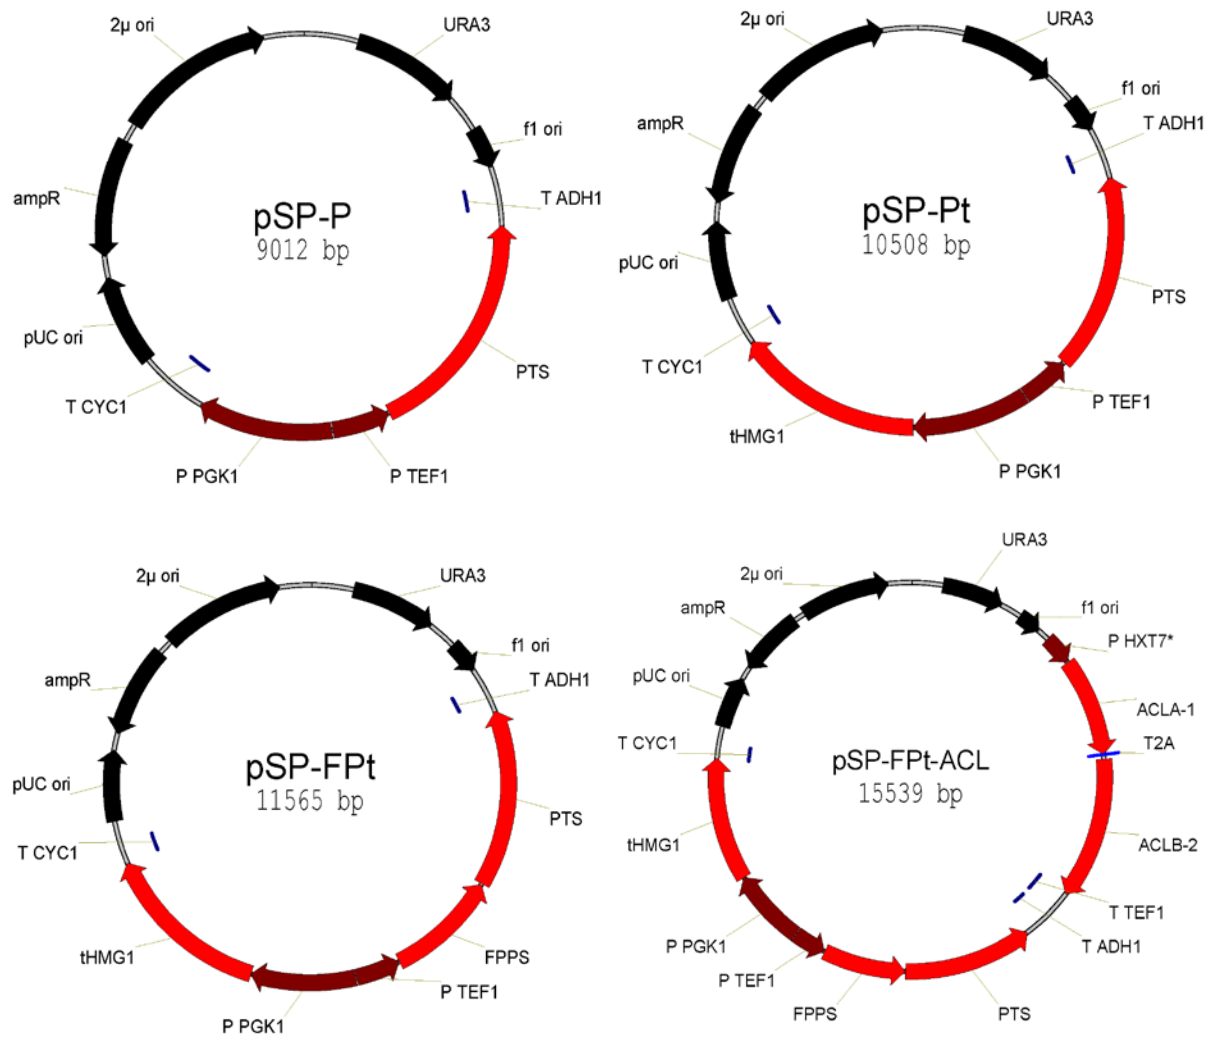 2µ ori
URA3
f1 ori
T ADH1
ampR
pSP-P
9012 bp
pUC ori
PTS
T CYC1
P PGK1
P TEF1
2µ ori
URA3
f1 ori
T ADH1
ampR
pSP-Pt
10508 bp
pUC ori
PTS
T CYC1
P TEF1
tHMG1
P PGK1
2µ ori
URA3
f1 ori
T ADH1
ampR
pSP-FPt
11565 bp
pUC ori
PTS
T CYC1
tHMG1
FPPS
P TEF1
P PGK1
URA3
2µ ori
ampR
f1 ori
P HXT7*
pUC ori
ACLA-1
T CYC1
T2A
pSP-FPt-ACL
15539 bp
tHMG1
ACLB-2
T TEF1
P PGK1
T ADH1
P TEF1
FPPS
PTS